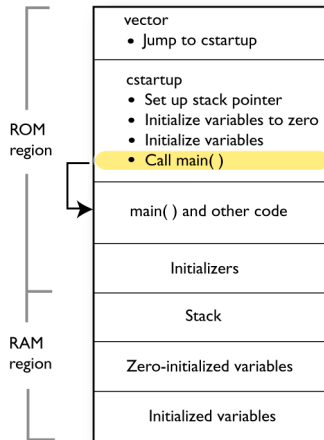 vector
• Jump to cstartup
cstartup
• Set up stack pointer
• Initialize variables to zero
• Initialize variables
• Call main( )
ROM
region
main( ) and other code
Initializers
Stack
RAM
region
Zero-initialized variables
Initialized variables